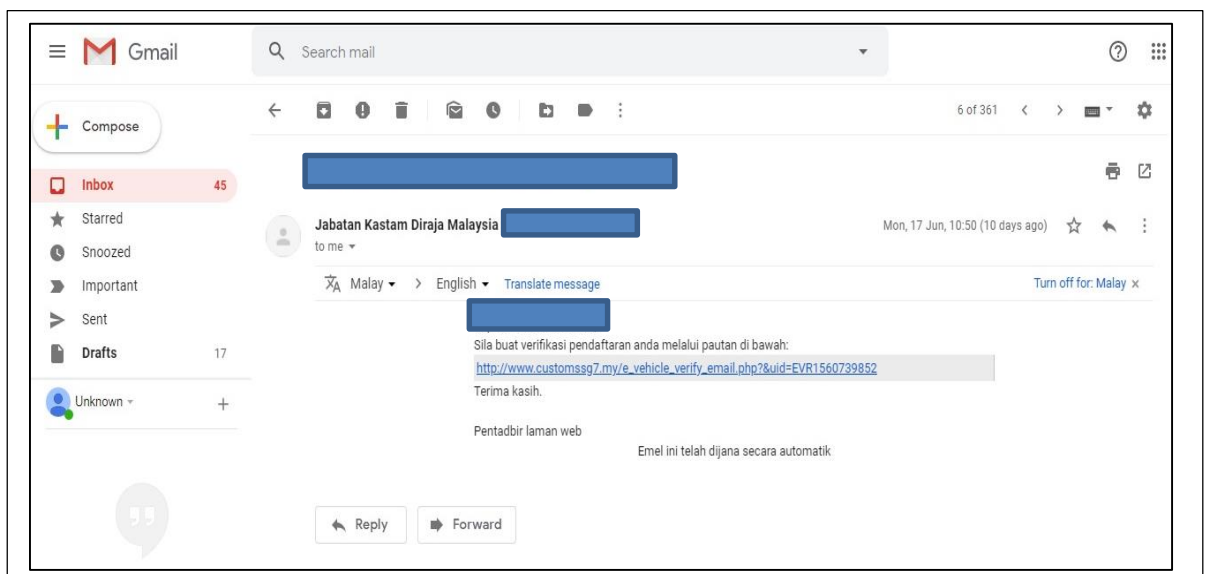 Gmail
Search mail
Compose
6 of 361
Inbox 45
Starred
Snoozed
Important
Sent
Drafts 17
Unknown
Jabatan Kastam Diraja Malaysia
Mon, 17 Jun, 10:50 (10 days ago)
to me
Malay > English Translate message
Turn off for: Malay x
Sila buat verifikasi pendaftaran anda melalui pautan di bawah:
http://www.customssg7.my/e_vehicle_verify_email.php?&uid=EVR1560739852
Terima kasih.
Pentadbir laman web
Emel ini telah dijana secara automatik
Reply
Forward